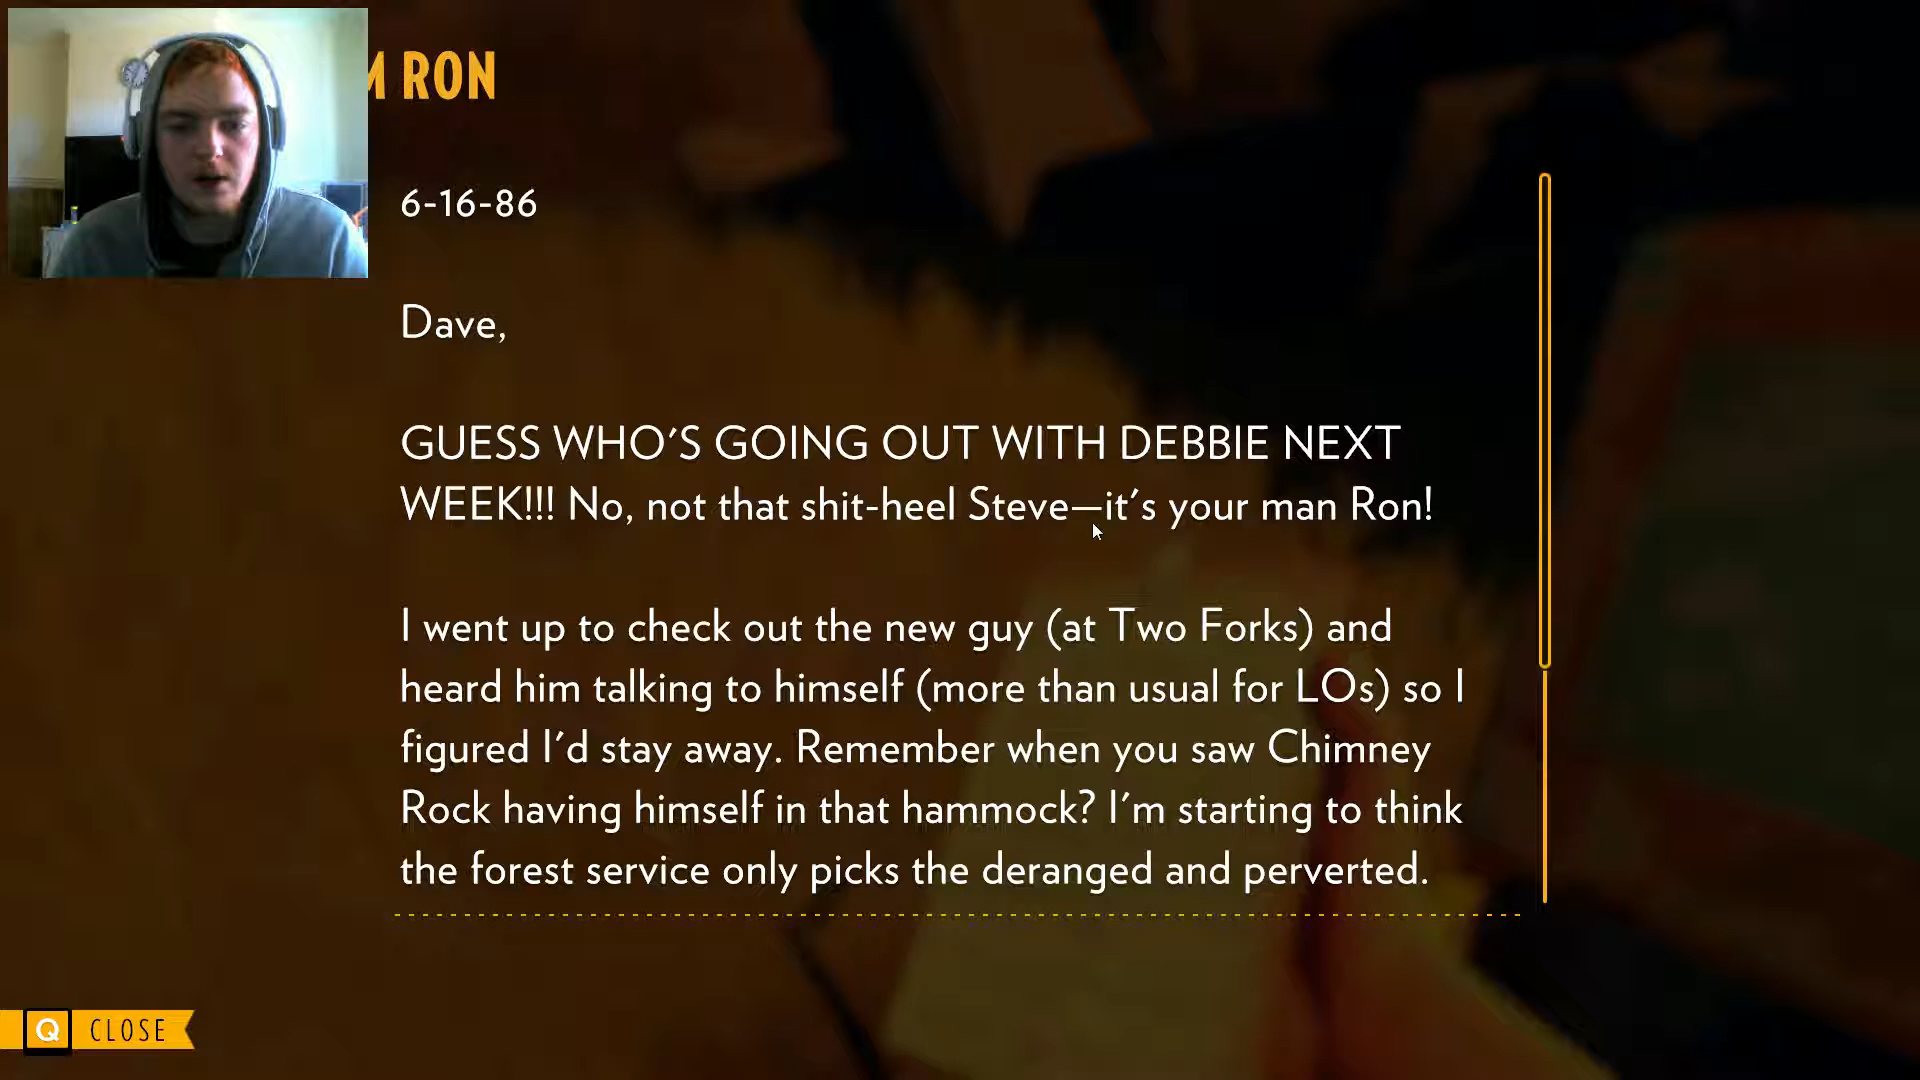 M RON
6-16-86
Dave,
GUESS WHO'S GOING OUT WITH DEBBIE NEXT
WEEK!!! No, not that shit-heel Steve—it's your man Ron!
I went up to check out the new guy (at Two Forks) and
heard him talking to himself (more than usual for LOs) so I
figured I'd stay away. Remember when you saw Chimney
Rock having himself in that hammock? I'm starting to think
the forest service only picks the deranged and perverted.
Q CLOSE